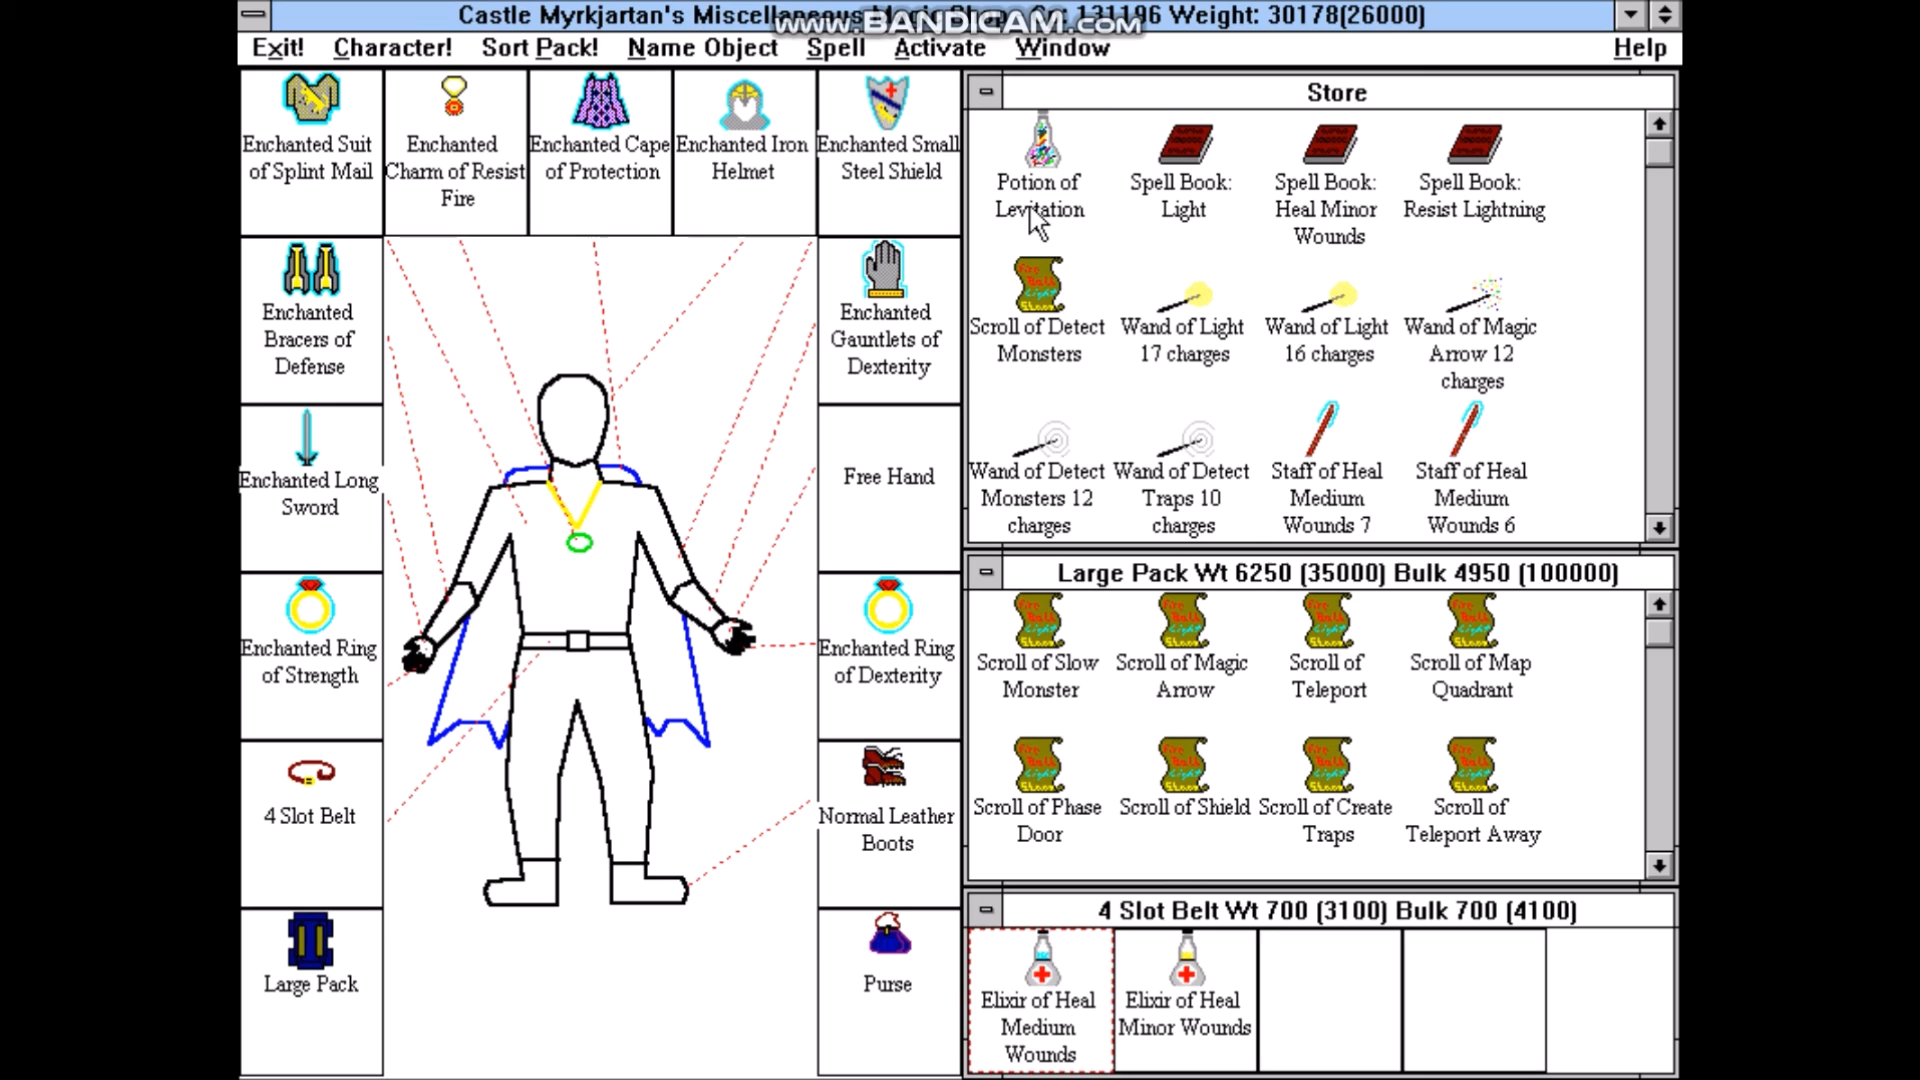 Castle Myrkjartan's Miscellaneous Magic Shop 131196 Weight: 30178(26000)
www.BANDICAM.com
Exit! Character! Sort Pack! Name Object Spell Activate Window Help
Enchanted Suit
of Splint Mail
Enchanted
Charm of Resist
Fire
Enchanted Cape
of Protection
Enchanted Iron
Helmet
Enchanted Small
Steel Shield
Enchanted
Bracers of
Defense
Enchanted
Gauntlets of
Dexterity
Enchanted Long
Sword
Free Hand
Enchanted Ring
of Strength
Enchanted Ring
of Dexterity
4 Slot Belt
Normal Leather
Boots
Large Pack
Purse
Store
Potion of
Levitation
Spell Book:
Light
Spell Book:
Heal Minor
Wounds
Spell Book:
Resist Lightning
Scroll of Detect
Monsters
Wand of Light
17 charges
Wand of Light
16 charges
Wand of Magic
Arrow 12
charges
Wand of Detect
Monsters 12
charges
Wand of Detect
Traps 10
charges
Staff of Heal
Medium
Wounds 7
Staff of Heal
Medium
Wounds 6
Large Pack Wt 6250 (35000) Bulk 4950 (100000)
Scroll of Slow
Monster
Scroll of Magic
Arrow
Scroll of
Teleport
Scroll of Map
Quadrant
Scroll of Phase
Door
Scroll of Shield
Scroll of Create
Traps
Scroll of
Teleport Away
4 Slot Belt Wt 700 (3100) Bulk 700 (4100)
Elixir of Heal
Medium
Wounds
Elixir of Heal
Minor Wounds